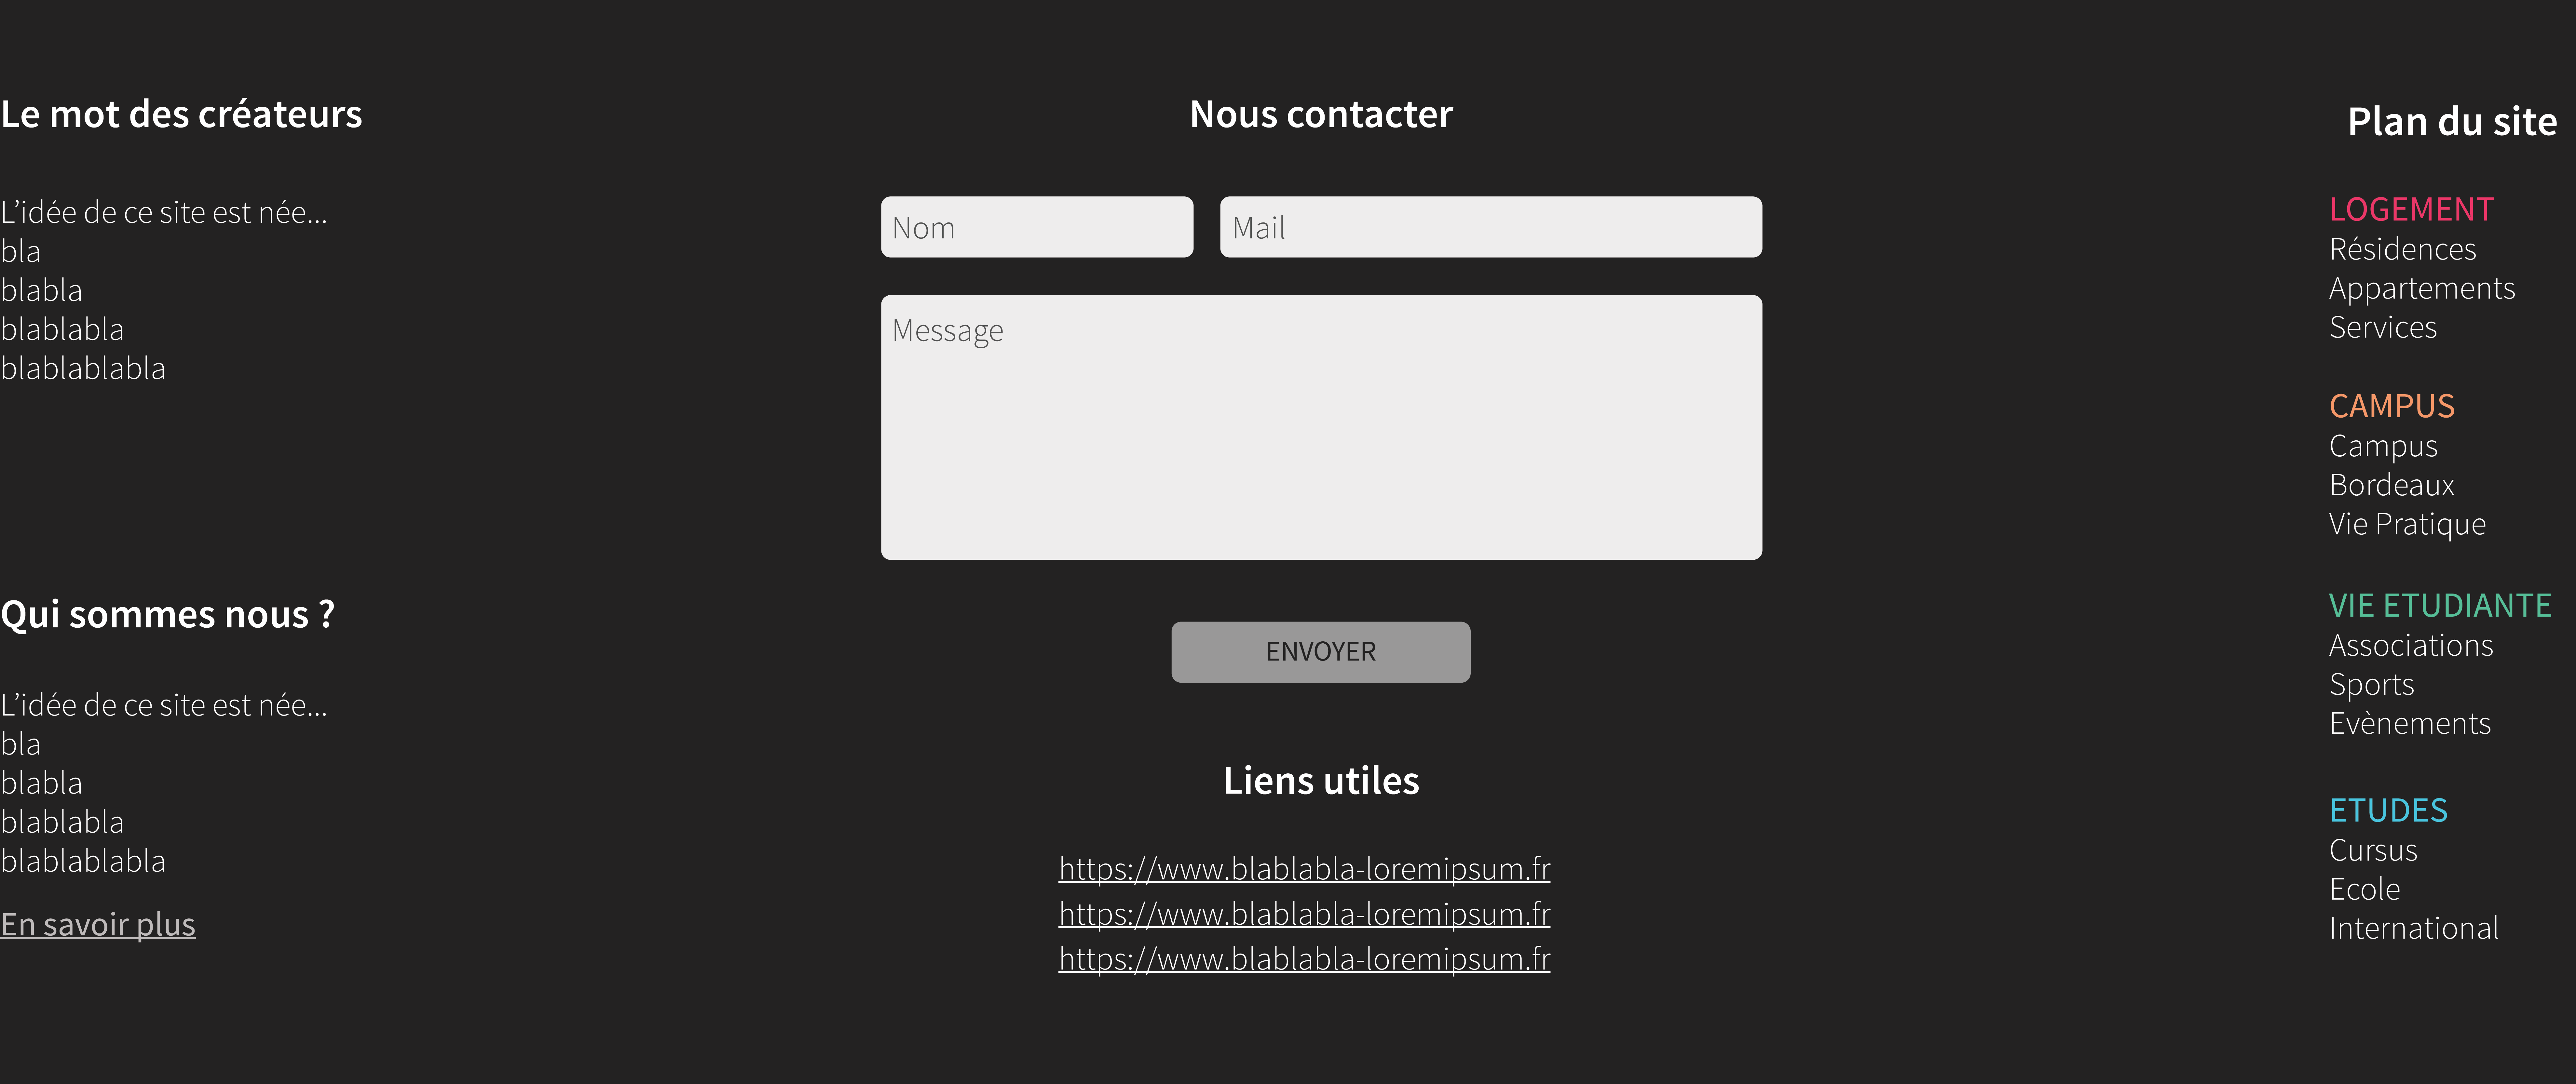 Le mot des créateurs
L’idée de ce site est née...
bla
blabla
blablabla
blablablabla
Qui sommes nous ?
L’idée de ce site est née...
bla
blabla
blablabla
blablablabla
En savoir plus
Nous contacter
Nom
Mail
Message
ENVOYER
Liens utiles
https://www.blablabla-loremipsum.fr
https://www.blablabla-loremipsum.fr
https://www.blablabla-loremipsum.fr
Plan du site
LOGEMENT
Résidences
Appartements
Services
CAMPUS
Campus
Bordeaux
Vie Pratique
VIE ETUDIANTE
Associations
Sports
Evènements
ETUDES
Cursus
Ecole
International